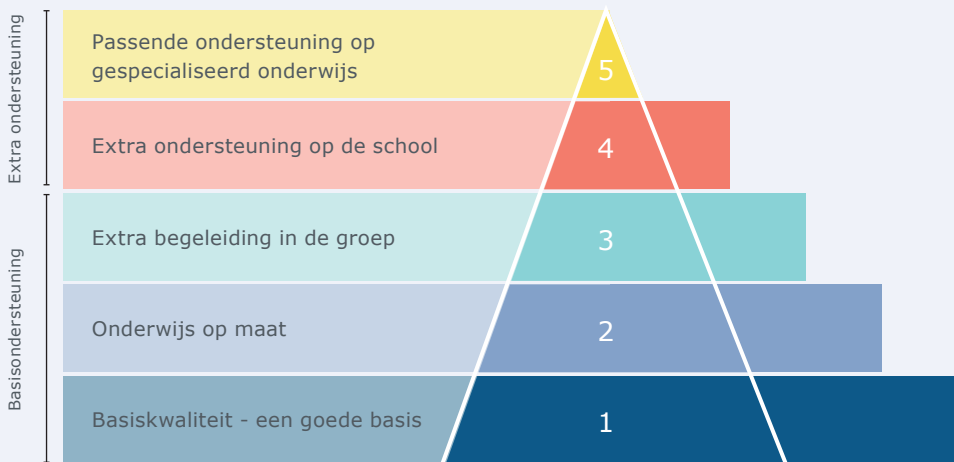 Extra ondersteuning
Passende ondersteuning op
gespecialiseerd onderwijs
5
Extra ondersteuning op de school
4
Basisondersteuning
Extra begeleiding in de groep
3
Onderwijs op maat
2
Basiskwaliteit - een goede basis
1